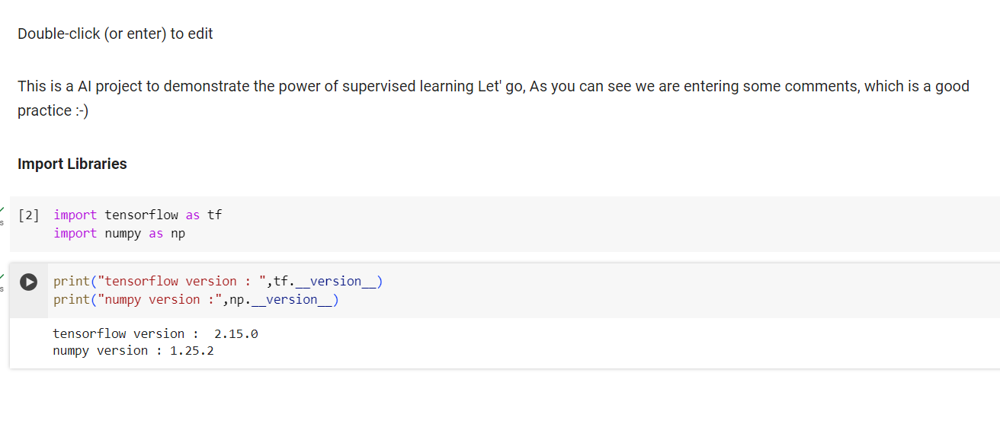 Double-click (or enter) to edit
This is a AI project to demonstrate the power of supervised learning Let' go, As you can see we are entering some comments, which is a good
practice :-)
Import Libraries
s
[2] import tensorflow as tf
import numpy as np
s
print("tensorflow version : ",tf.__version__)
print("numpy version :",np.__version__)
tensorflow version :  2.15.0
numpy version : 1.25.2